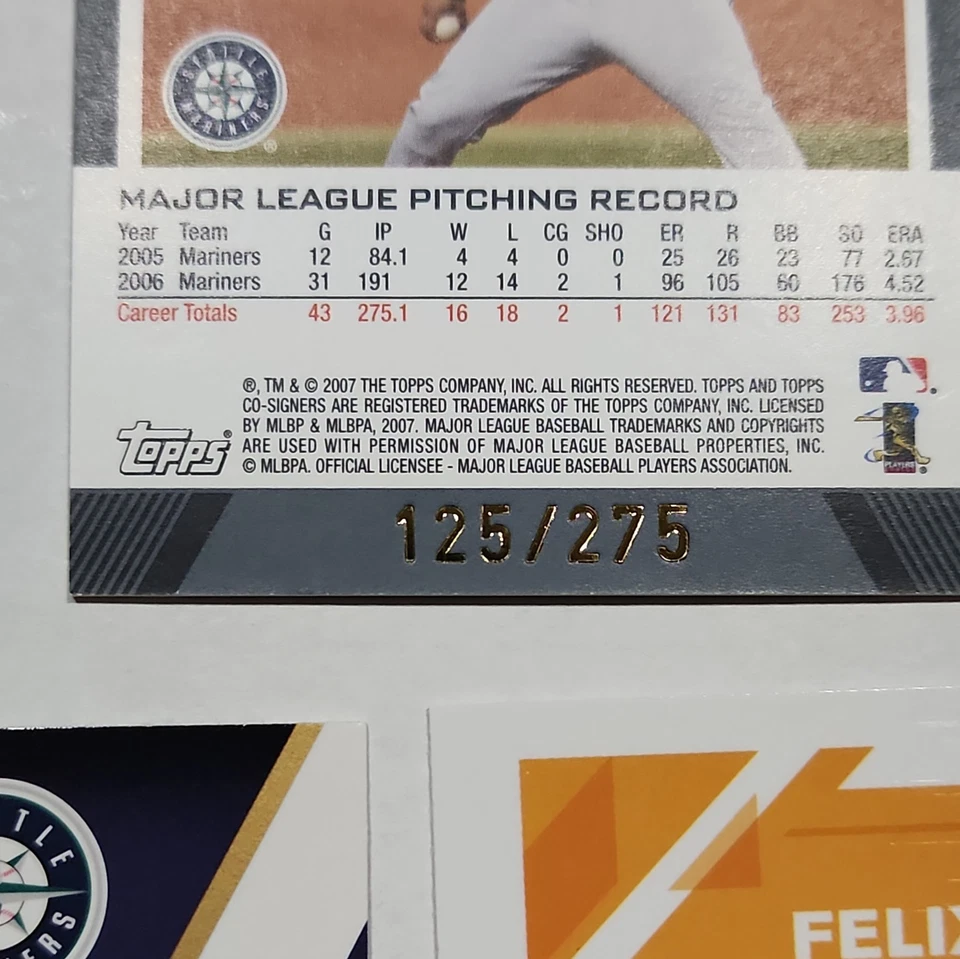 SEATTLE
MARINERS
®
MAJOR LEAGUE PITCHING RECORD
Year Team G IP W L CG SHO ER R BB SO ERA
2005 Mariners 12 84.1 4 4 0 0 25 26 23 77 2.67
2006 Mariners 31 191 12 14 2 1 96 105 60 176 4.52
Career Totals 43 275.1 16 18 2 1 121 131 83 253 3.96
®, TM & © 2007 THE TOPPS COMPANY, INC. ALL RIGHTS RESERVED. TOPPS AND TOPPS
CO-SIGNERS ARE REGISTERED TRADEMARKS OF THE TOPPS COMPANY, INC. LICENSED
BY MLBP & MLBPA, 2007. MAJOR LEAGUE BASEBALL TRADEMARKS AND COPYRIGHTS
ARE USED WITH PERMISSION OF MAJOR LEAGUE BASEBALL PROPERTIES, INC.
© MLBPA. OFFICIAL LICENSEE - MAJOR LEAGUE BASEBALL PLAYERS ASSOCIATION.
Topps®
PLAYERS
125/275
TTLE
ERS
FELIX